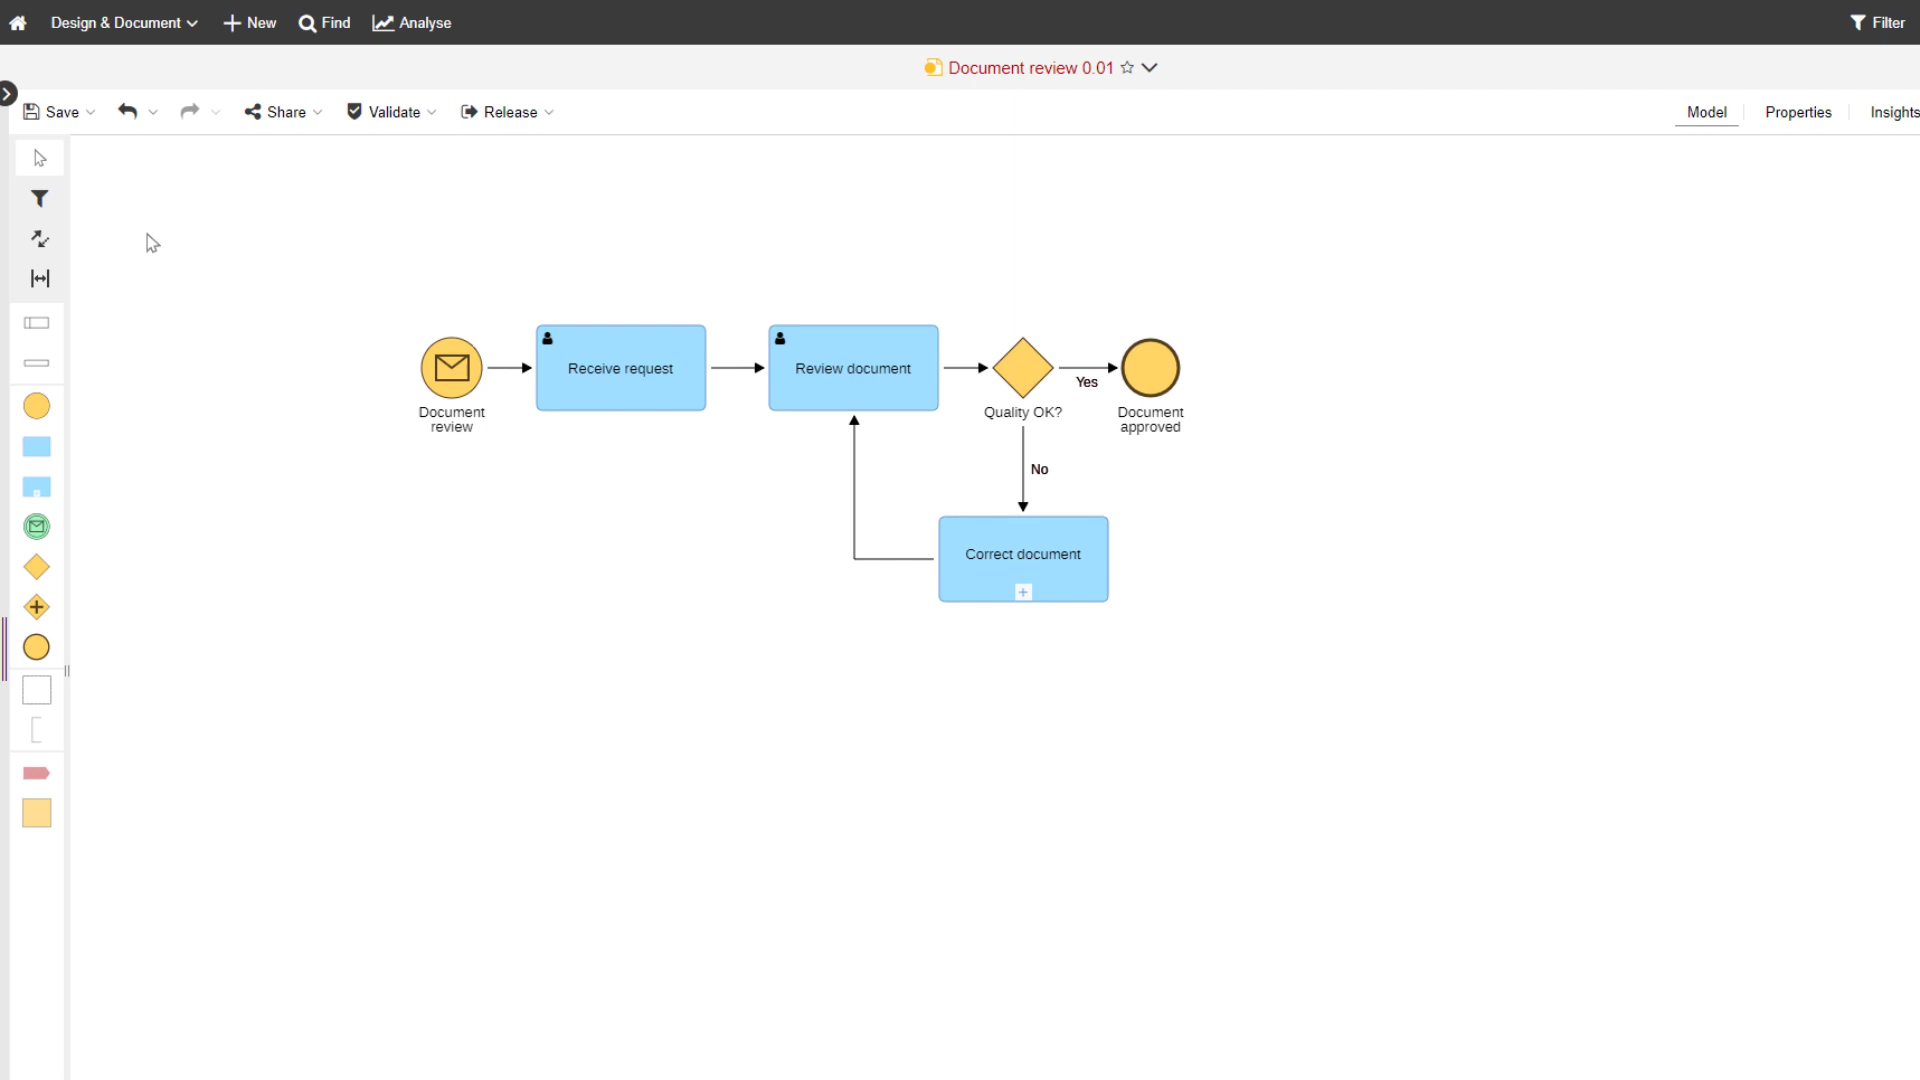 Design & Document
New
Find
Analyse
Filter
Document review 0.01
Save
Share
Validate
Release
Model
Properties
Insights
Receive request
Review document
Yes
Document
review
Quality OK?
Document
approved
No
Correct document